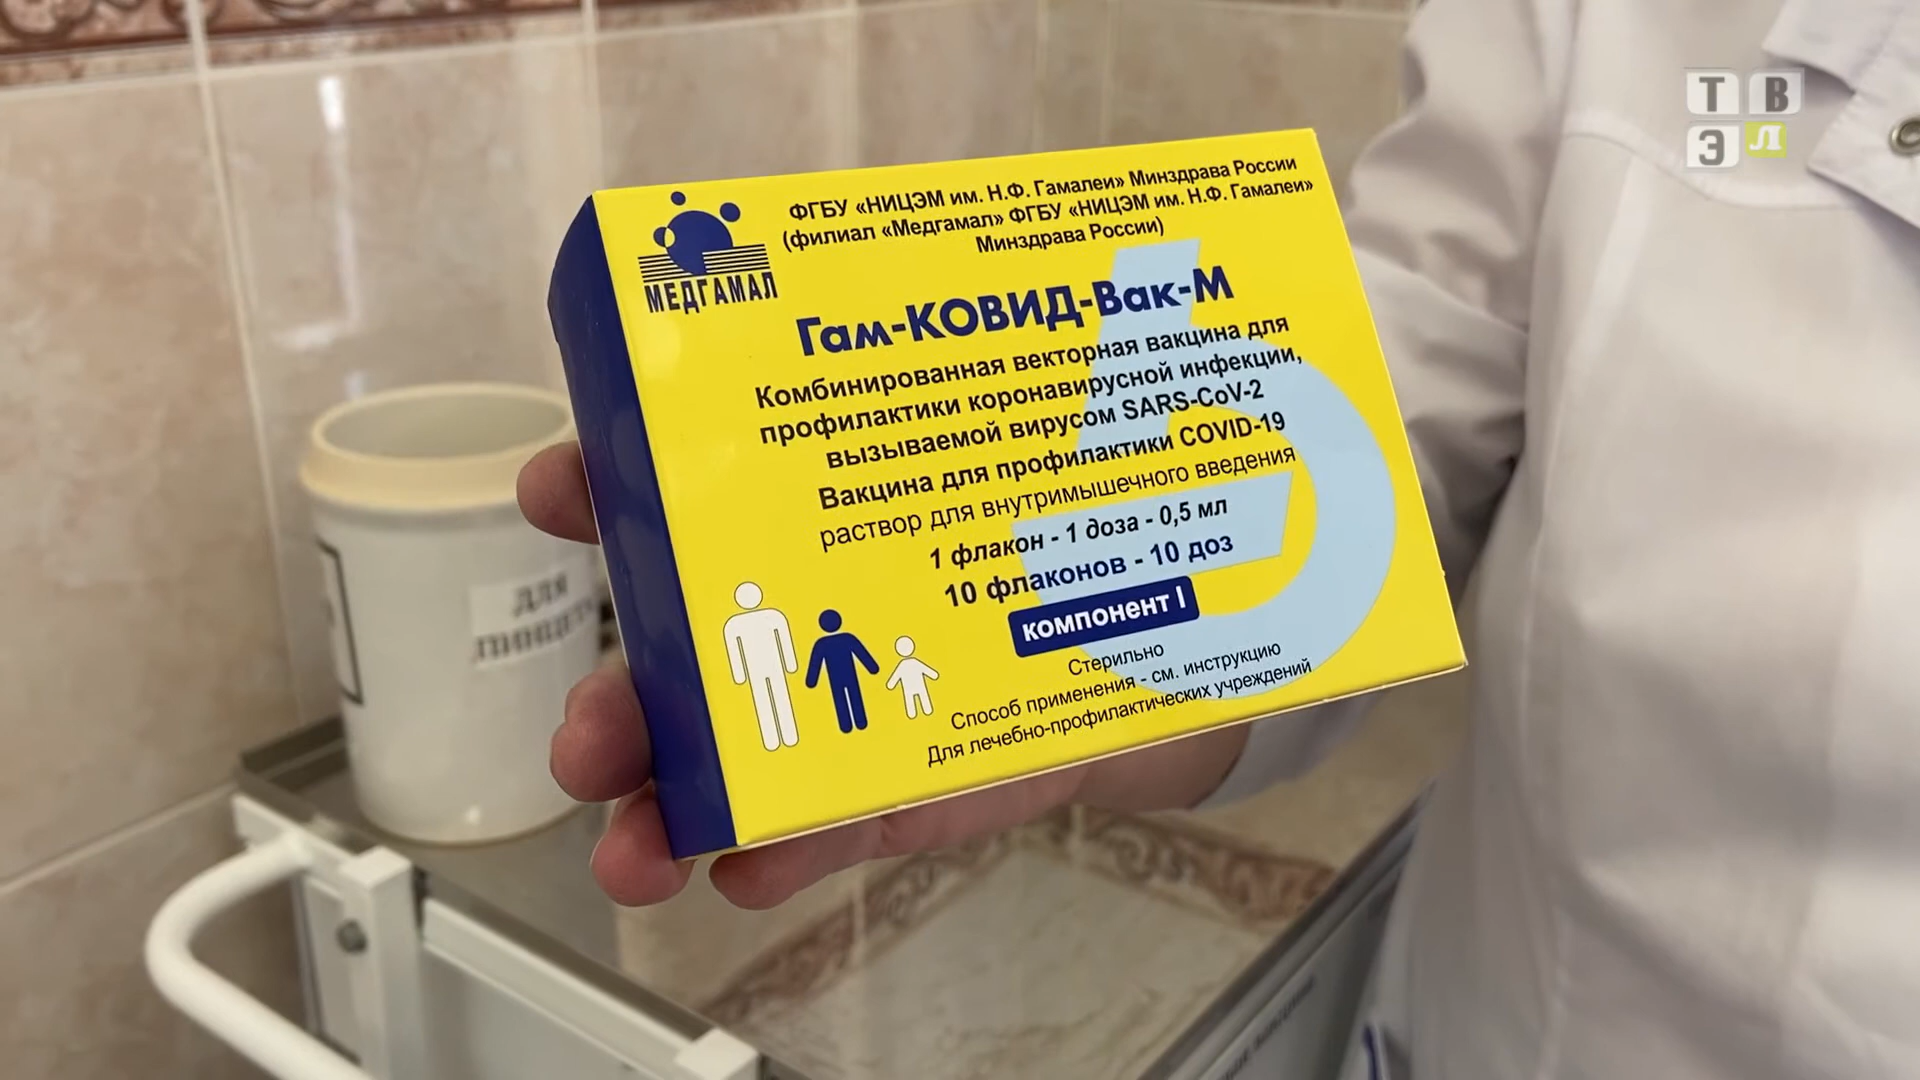 ТВ
ЭЛ
ФГБУ «НИЦЭМ им. Н.Ф. Гамалеи» Минздрава России
(филиал «Медгамал» ФГБУ «НИЦЭМ им. Н.Ф. Гамалеи»
Минздрава России)
МЕДГАМАЛ
Гам-КОВИД-Вак-М
Комбинированная векторная вакцина для
профилактики коронавирусной инфекции,
вызываемой вирусом SARS-CoV-2
Вакцина для профилактики COVID-19
раствор для внутримышечного введения
1 флакон - 1 доза - 0,5 мл
10 флаконов - 10 доз
компонент I
Стерильно
Способ применения - см. инструкцию
Для лечебно-профилактических учреждений
для